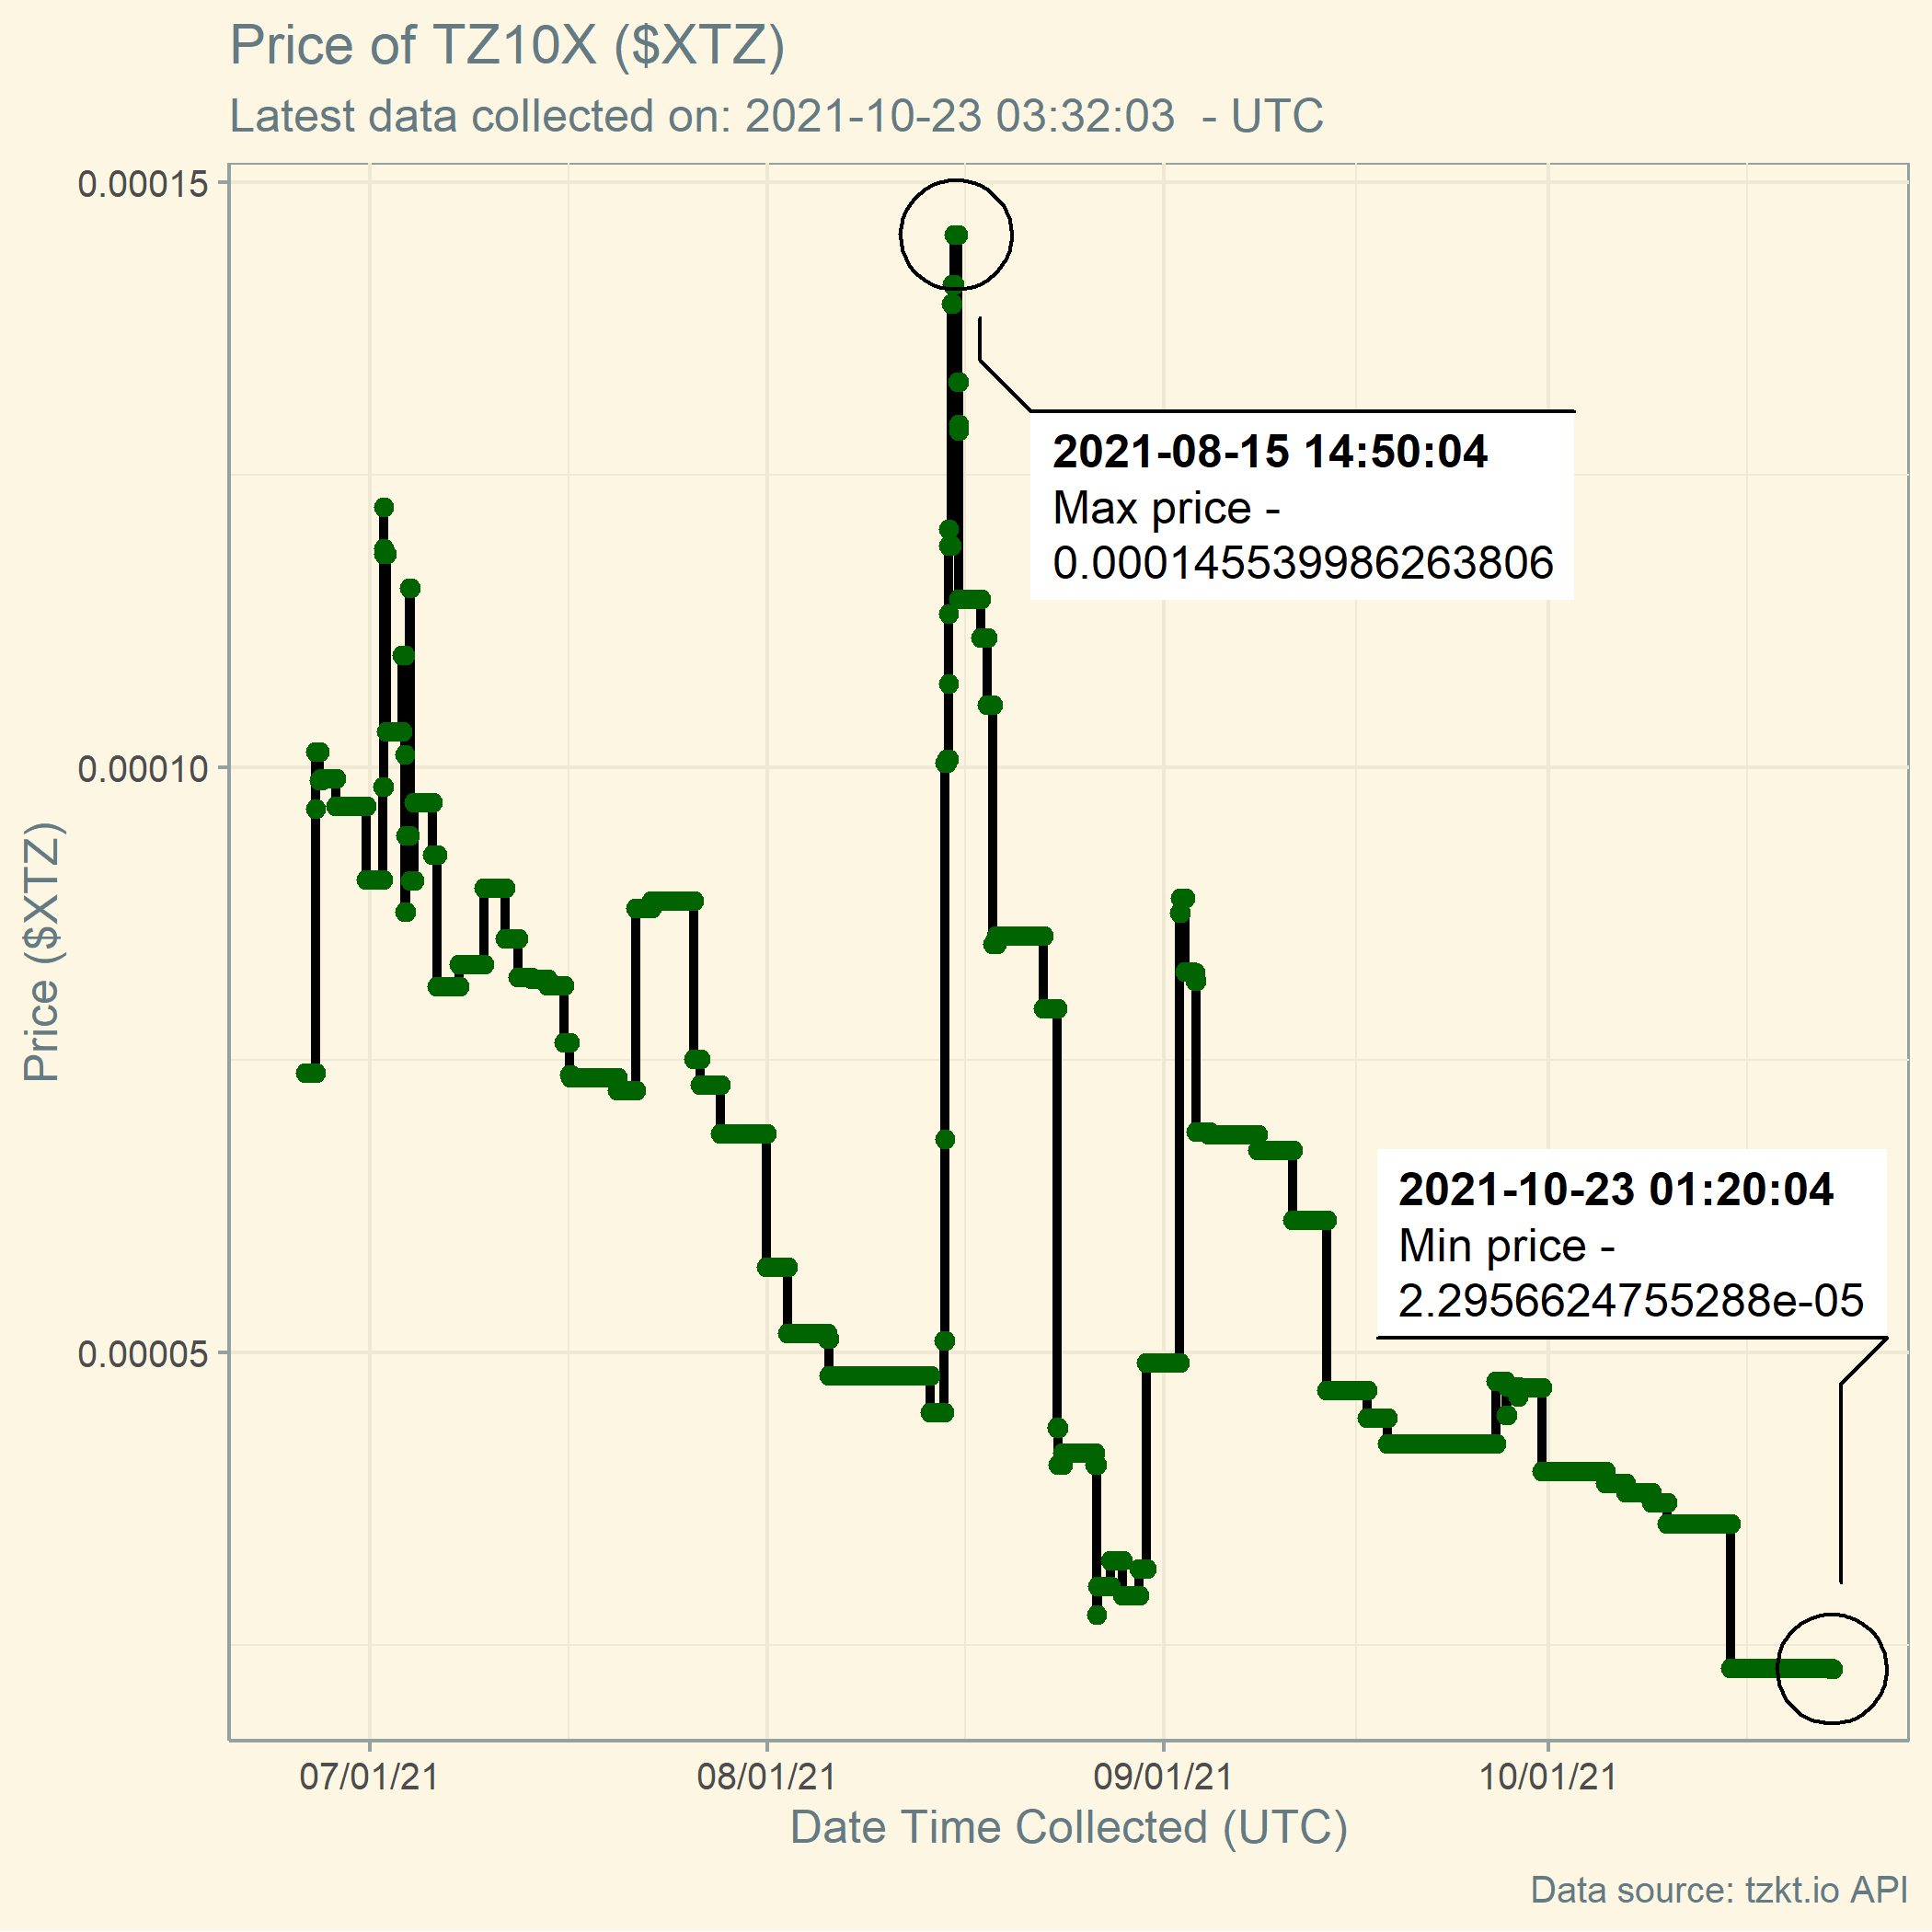 Price of TZ10X ($XTZ)
Latest data collected on: 2021-10-23 03:32:03  - UTC
0.00015
0.00010
0.00005
Price ($XTZ)
2021-08-15 14:50:04
Max price -
0.000145539986263806
2021-10-23 01:20:04
Min price -
2.2956624755288e-05
07/01/21
08/01/21
09/01/21
10/01/21
Date Time Collected (UTC)
Data source: tzkt.io API